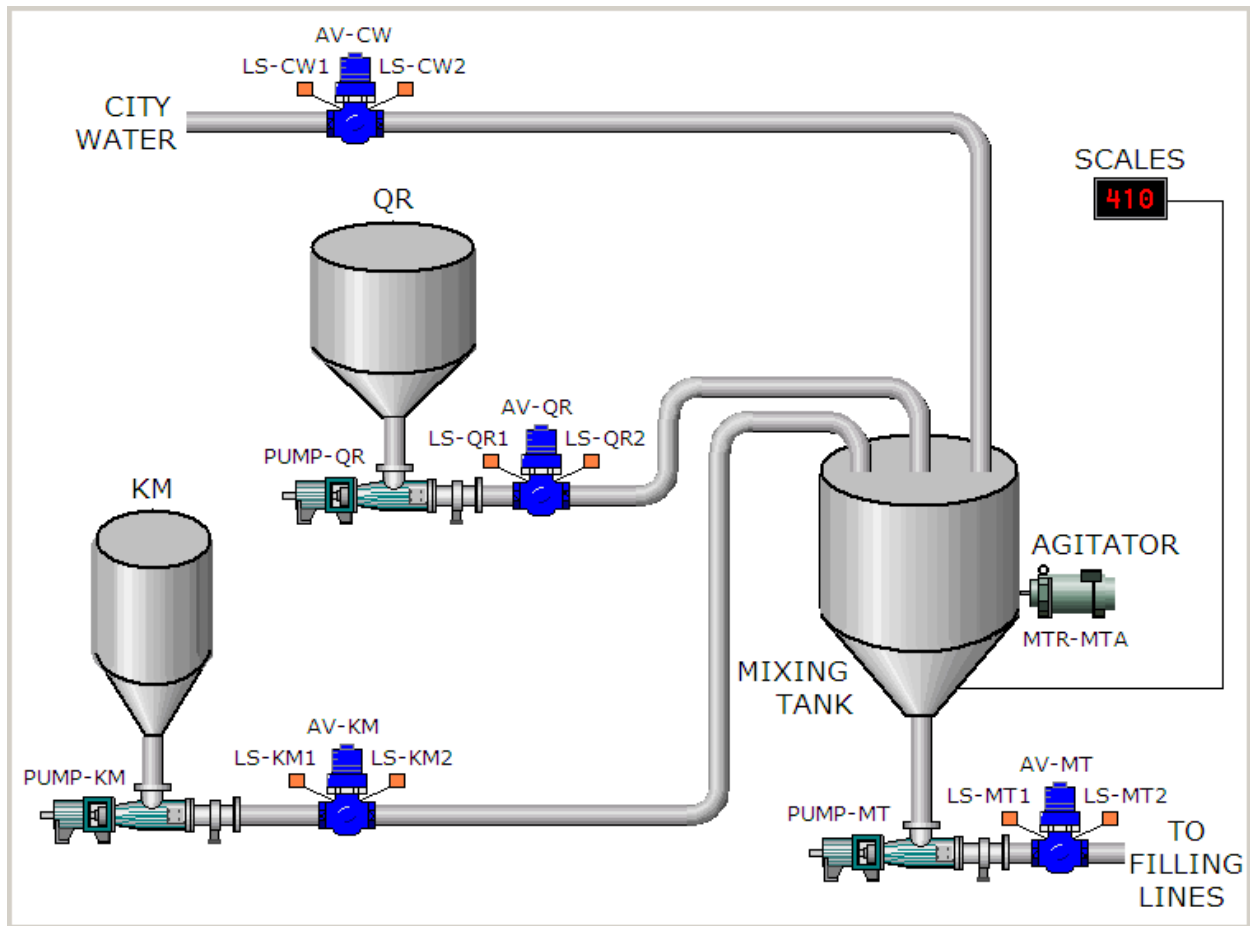 AV-CW
LS-CW1
LS-CW2
CITY
WATER
SCALES
410
QR
AV-QR
LS-QR1
LS-QR2
PUMP-QR
KM
AGITATOR
MTR-MTA
MIXING
TANK
AV-KM
LS-KM1
LS-KM2
PUMP-KM
AV-MT
LS-MT1
LS-MT2
PUMP-MT
TO
FILLING
LINES